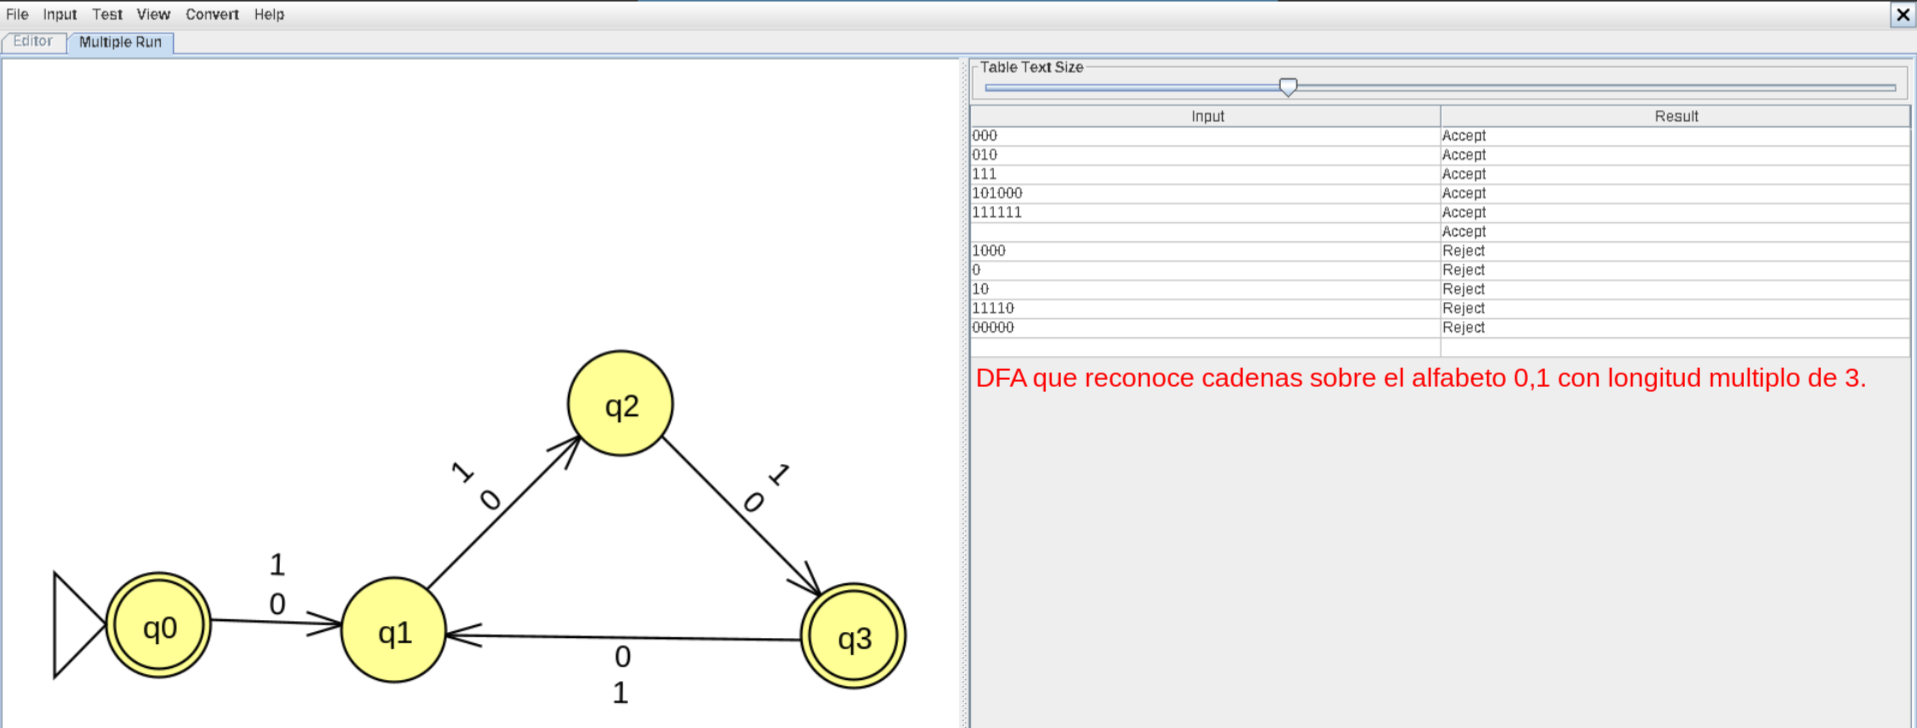 File Input Test View Convert Help
Editor Multiple Run
Table Text Size
Input Result
000 Accept
010 Accept
111 Accept
101000 Accept
111111 Accept
Accept
1000 Reject
0 Reject
10 Reject
11110 Reject
00000 Reject
DFA que reconoce cadenas sobre el alfabeto 0,1 con longitud multiplo de 3.
q2
1 1
0 0
1
0
q0 q1 q3
0
1